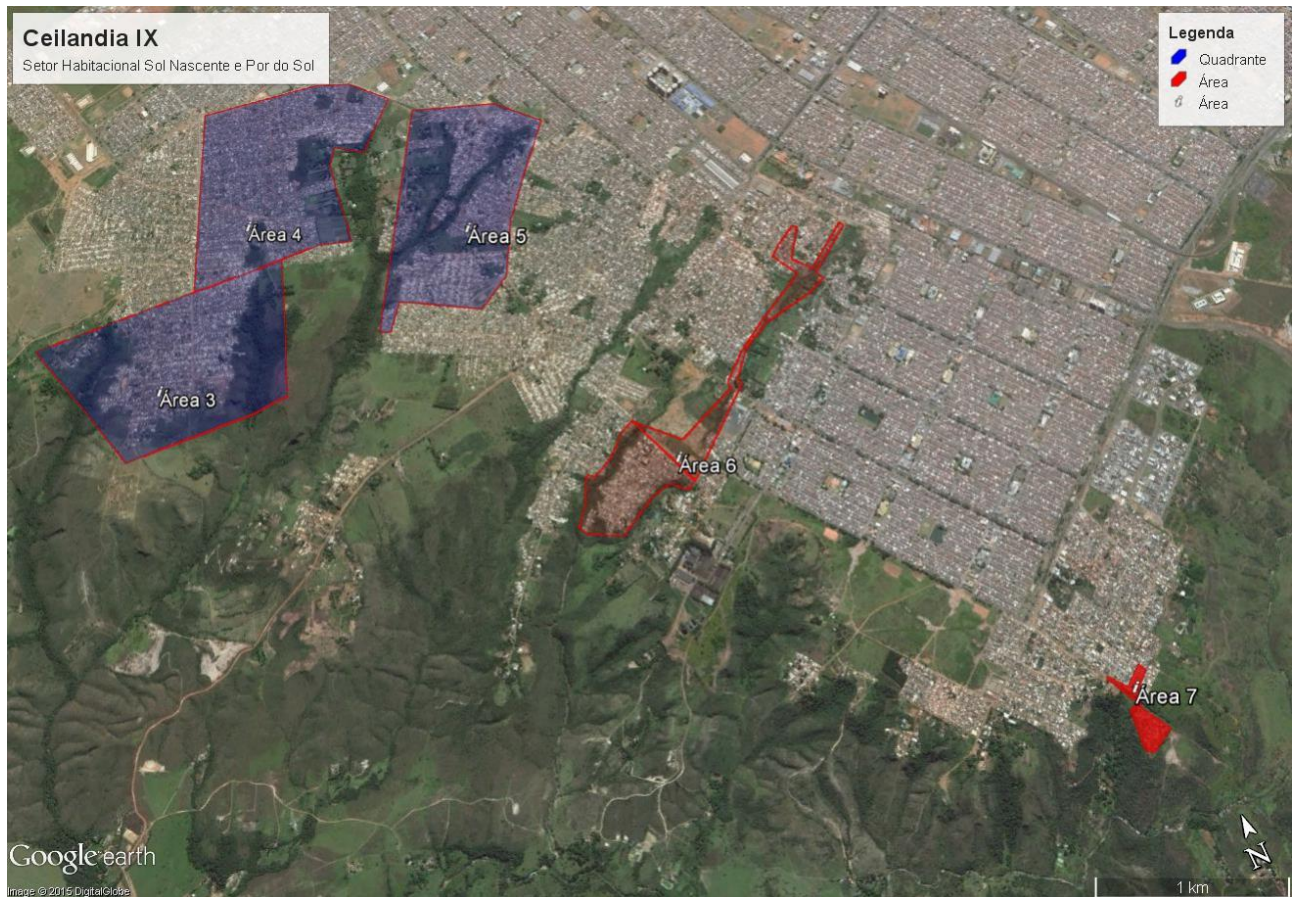 Ceilandia IX
Setor Habitacional Sol Nascente e Por do Sol
Legenda
Quadrante
Área
Área
Área 4
Área 5
Área 3
Área 6
Área 7
N
Google earth
Image © 2015 DigitalGlobe
1 km